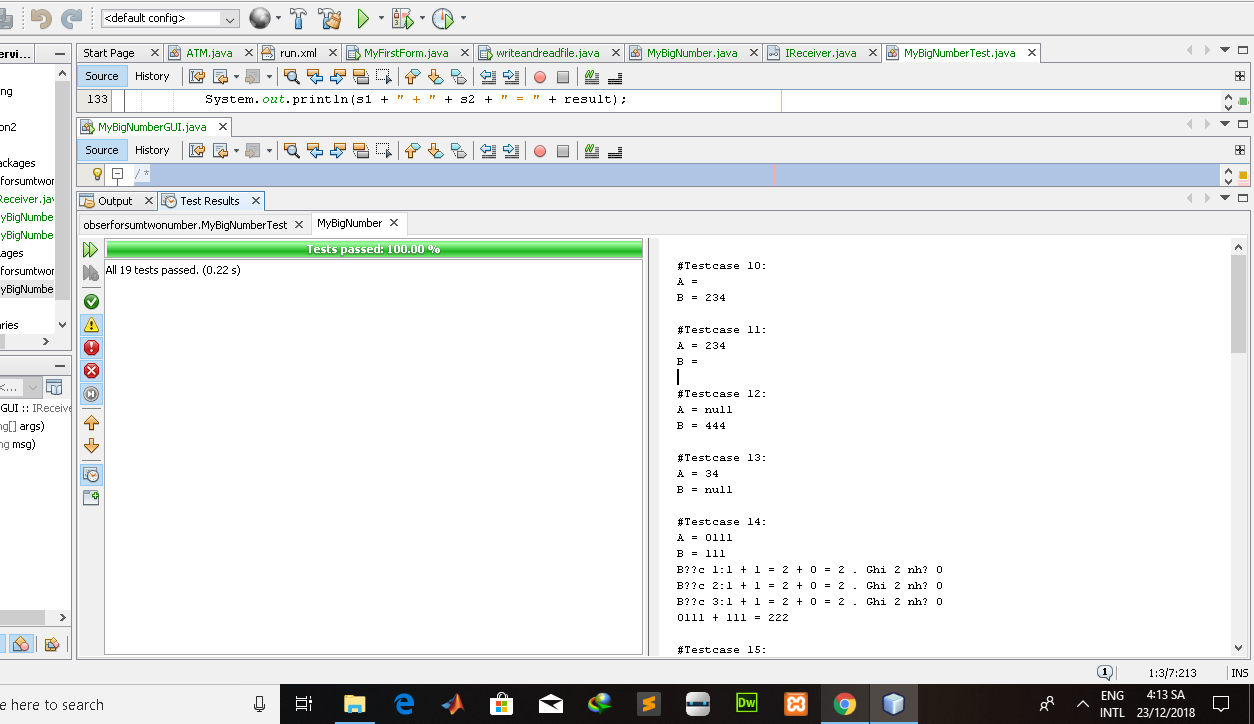 <default config>
ervi...
Start Page
ATM.java
run.xml
MyFirstForm.java
writeandreadfile.java
MyBigNumber.java
IReceiver.java
MyBigNumberTest.java
Source History
133 System.out.println(s1 + " + " + s2 + " = " + result);
MyBigNumberGUI.java
Source History
/*
ng
on2
ackages
forsumtwon
Receiver.jav
yBigNumbe
yBigNumbe
ages
forsumtwon
yBigNumbe
ries
<...
GUI :: IReceive
ng[] args)
ng msg)
Output
Test Results
obserforsumtwonumber.MyBigNumberTest
MyBigNumber
Tests passed: 100.00 %
All 19 tests passed. (0.22 s)
#Testcase 10:
A =
B = 234
#Testcase 11:
A = 234
B =
#Testcase 12:
A = null
B = 444
#Testcase 13:
A = 34
B = null
#Testcase 14:
A = 0111
B = 111
B??c 1:1 + 1 = 2 + 0 = 2 . Ghi 2 nh? 0
B??c 2:1 + 1 = 2 + 0 = 2 . Ghi 2 nh? 0
B??c 3:1 + 1 = 2 + 0 = 2 . Ghi 2 nh? 0
0111 + 111 = 222
#Testcase 15:
1
1:3/7:213
INS
e here to search
Dw
ENG
INTL
4:13 SA
23/12/2018